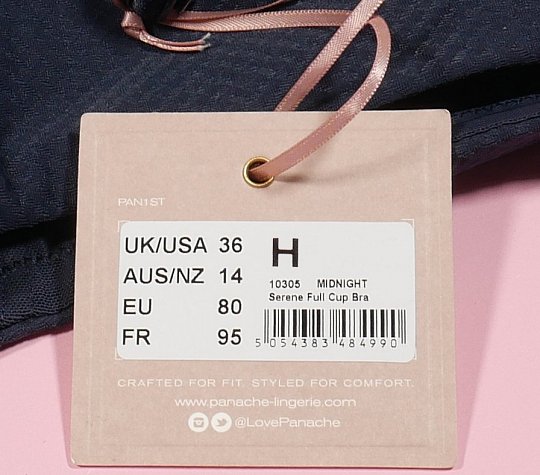 PAN1ST
UK/USA 36 H
AUS/NZ 14
10305 MIDNIGHT
Serene Full Cup Bra
EU 80
FR 95
5 054383 484990
CRAFTED FOR FIT. STYLED FOR COMFORT.
www.panache-lingerie.com
@LovePanache